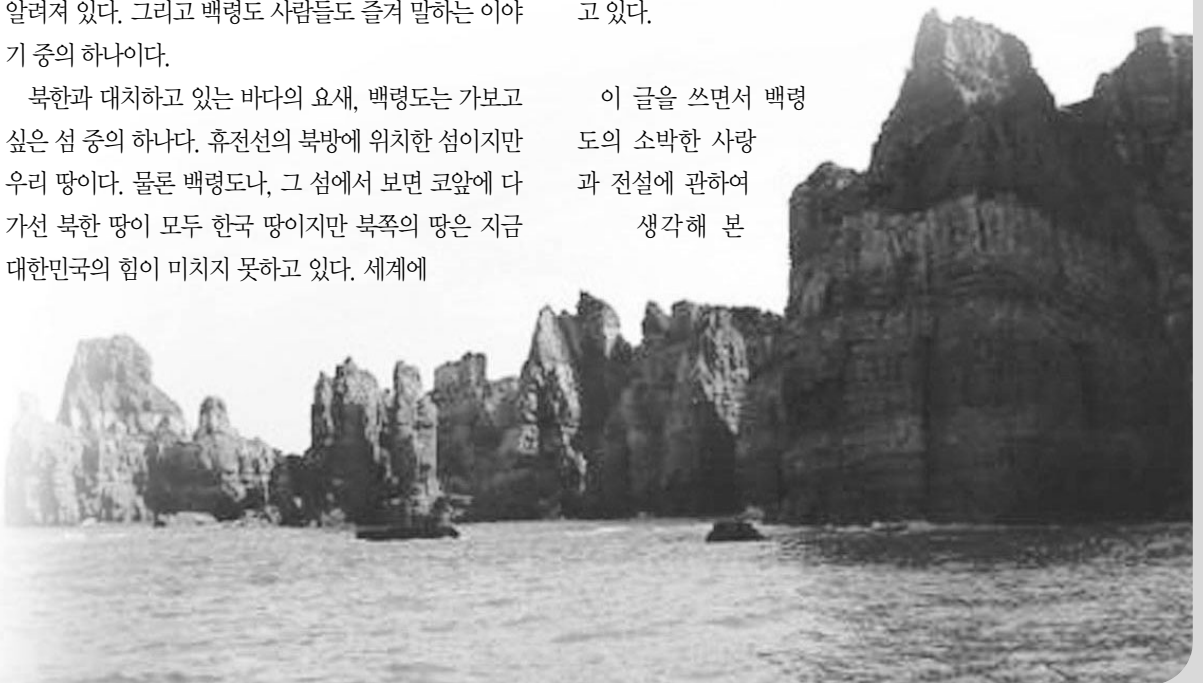 알려져 있다. 그리고 백령도 사람들도 즐겨 말하는 이야
기 중의 하나이다.
북한과 대치하고 있는 바다의 요새, 백령도는 가보고
싶은 섬 중의 하나다. 휴전선의 북방에 위치한 섬이지만
우리 땅이다. 물론 백령도나, 그 섬에서 보면 코앞에 다
가선 북한 땅이 모두 한국 땅이지만 북쪽의 땅은 지금
대한민국의 힘이 미치지 못하고 있다. 세계에
고 있다.
이 글을 쓰면서 백령
도의 소박한 사랑
과 전설에 관하여
생각해 본